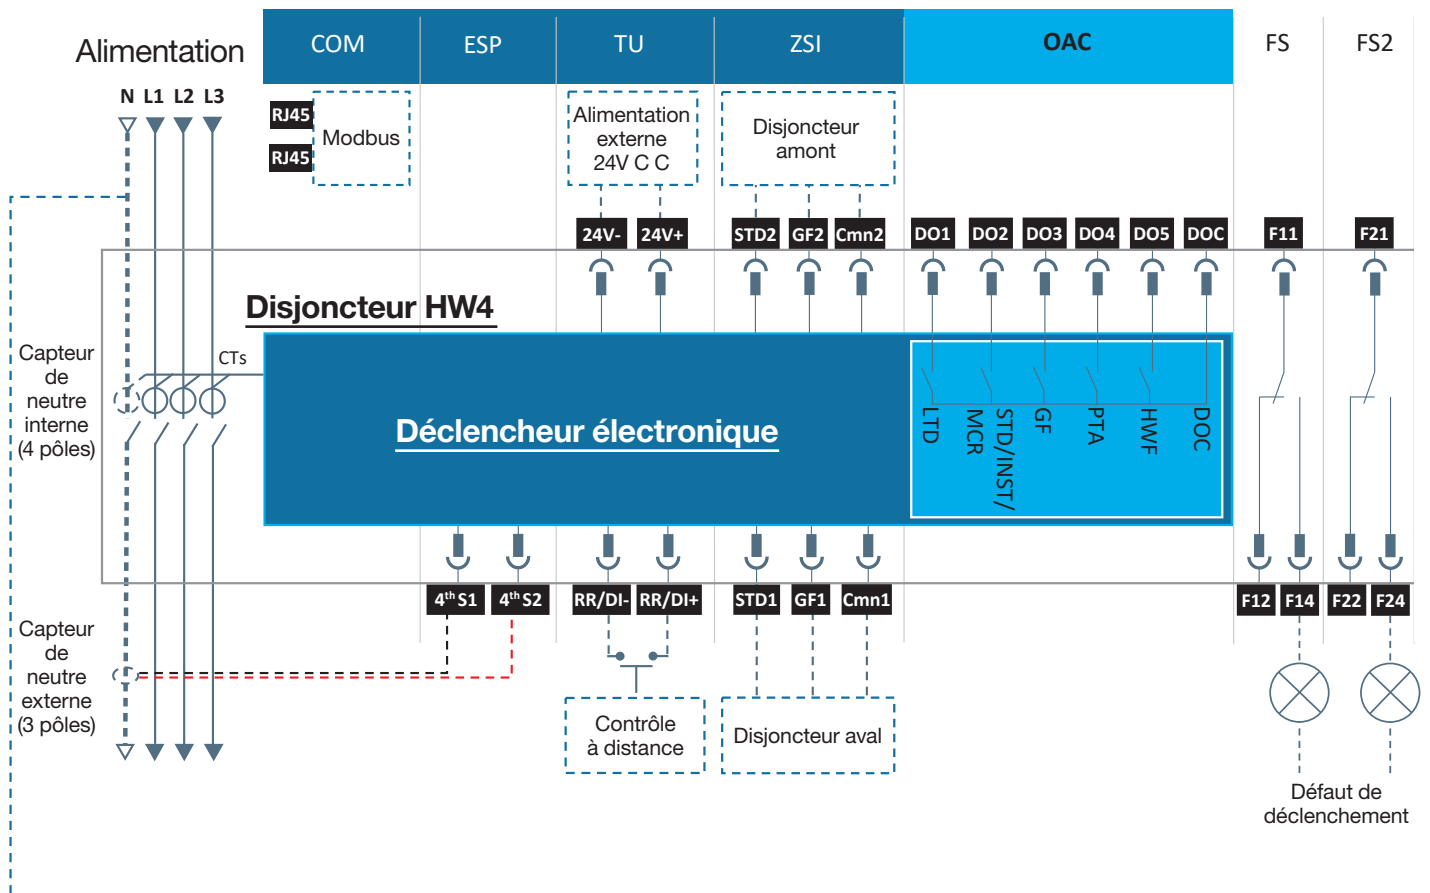 Alimentation
COM
ESP
TU
ZSI
OAC
FS
FS2
N L1 L2 L3
RJ45
RJ45
Modbus
Alimentation
externe
24V C C
Disjoncteur
amont
24V-
24V+
STD2
GF2
Cmn2
DO1
DO2
DO3
DO4
DO5
DOC
F11
F21
Disjoncteur HW4
CTs
Capteur
de
neutre
interne
(4 pôles)
Déclencheur électronique
LTD
STD/INST/
MCR
GF
PTA
HWF
DOC
4th S1
4th S2
RR/DI-
RR/DI+
STD1
GF1
Cmn1
F12
F14
F22
F24
Capteur
de
neutre
externe
(3 pôles)
Contrôle
à distance
Disjoncteur aval
Défaut de
déclenchement